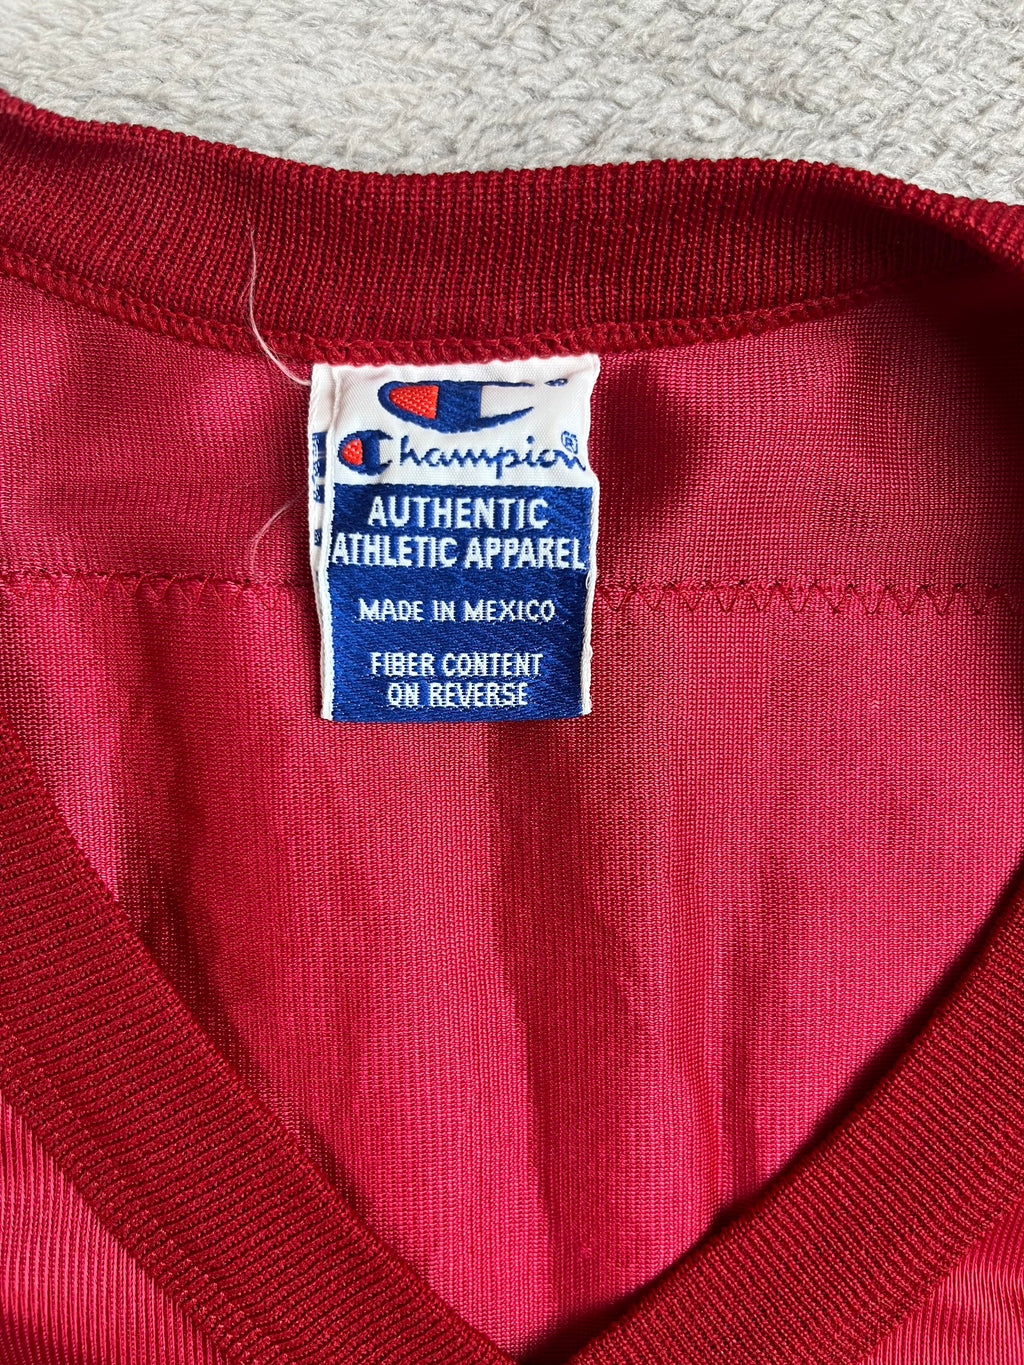 Champion®
AUTHENTIC
ATHLETIC APPAREL
MADE IN MEXICO
FIBER CONTENT
ON REVERSE